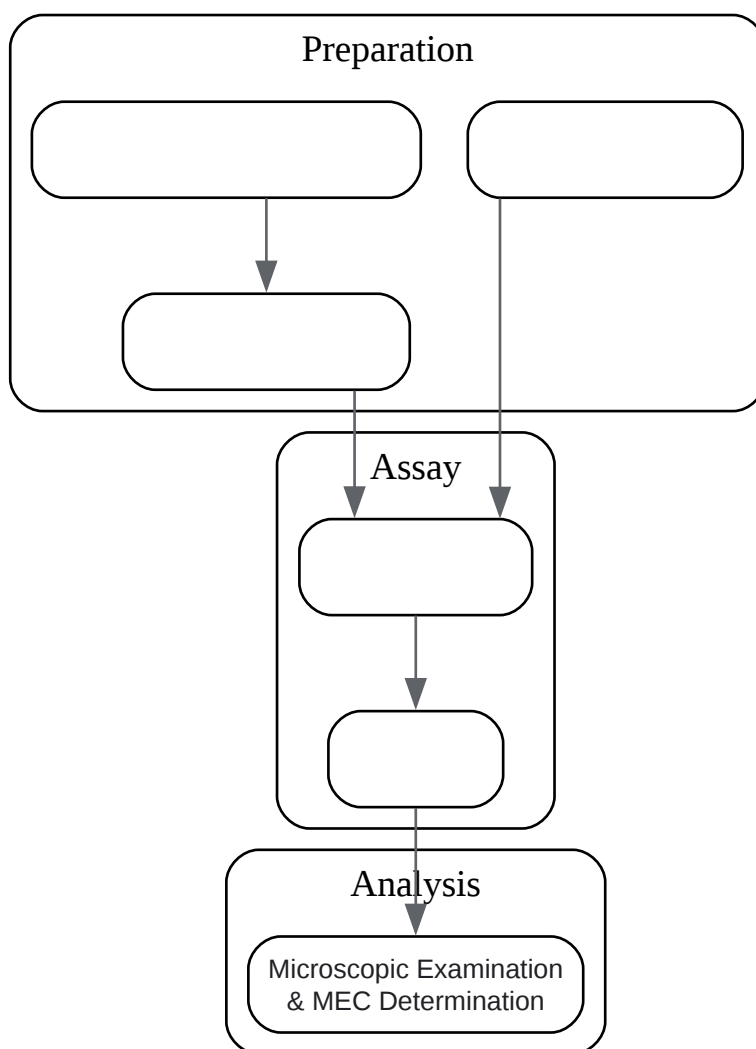 Preparation
Assay
Analysis
Microscopic Examination
& MEC Determination